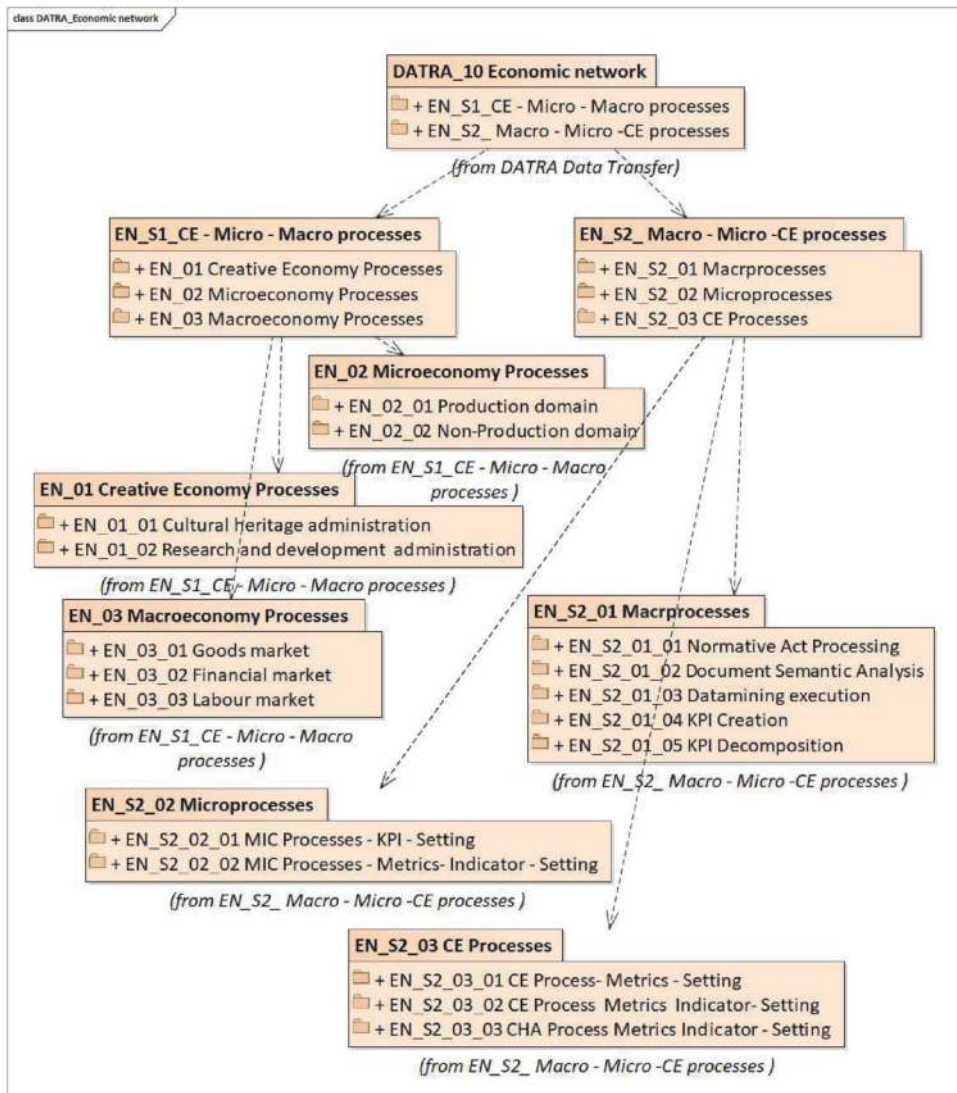 class DATRA_Economic network
DATRA_10 Economic network
+ EN_S1_CE - Micro - Macro processes
+ EN_S2_ Macro - Micro -CE processes
(from DATRA Data Transfer)
EN_S1_CE - Micro - Macro processes
+ EN_01 Creative Economy Processes
+ EN_02 Microeconomy Processes
+ EN_03 Macroeconomy Processes
EN_S2_ Macro - Micro -CE processes
+ EN_S2_01 Macrprocesses
+ EN_S2_02 Microprocesses
+ EN_S2_03 CE Processes
EN_02 Microeconomy Processes
+ EN_02_01 Production domain
+ EN_02_02 Non-Production domain
(from EN_S1_CE - Micro - Macro
processes )
EN_01 Creative Economy Processes
+ EN_01_01 Cultural heritage administration
+ EN_01_02 Research and development administration
(from EN_S1_CE - Micro - Macro processes )
EN_03 Macroeconomy Processes
+ EN_03_01 Goods market
+ EN_03_02 Financial market
+ EN_03_03 Labour market
(from EN_S1_CE - Micro - Macro
processes )
EN_S2_01 Macrprocesses
+ EN_S2_01_01 Normative Act Processing
+ EN_S2_01_02 Document Semantic Analysis
+ EN_S2_01_03 Datamining execution
+ EN_S2_01_04 KPI Creation
+ EN_S2_01_05 KPI Decomposition
(from EN_S2_ Macro - Micro -CE processes )
EN_S2_02 Microprocesses
+ EN_S2_02_01 MIC Processes - KPI - Setting
+ EN_S2_02_02 MIC Processes - Metrics- Indicator - Setting
(from EN_S2_ Macro - Micro -CE processes )
EN_S2_03 CE Processes
+ EN_S2_03_01 CE Process- Metrics - Setting
+ EN_S2_03_02 CE Process Metrics Indicator- Setting
+ EN_S2_03_03 CHA Process Metrics Indicator - Setting
(from EN_S2_ Macro - Micro -CE processes )